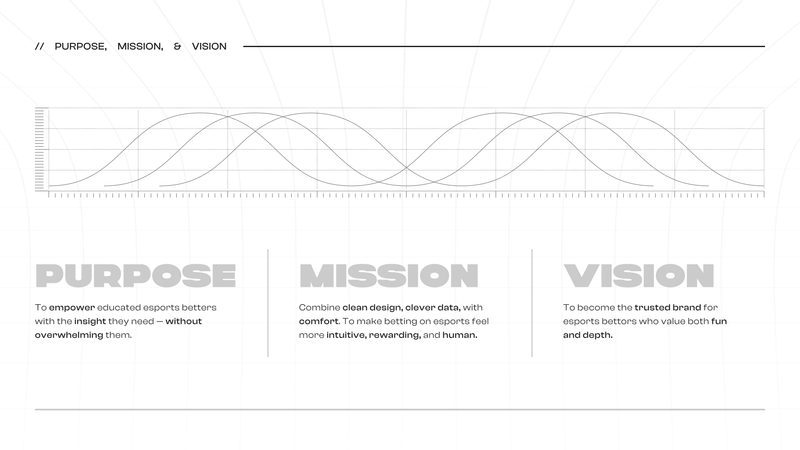 // PURPOSE, MISSION, & VISION
PURPOSE
To empower educated esports betters
with the insight they need – without
overwhelming them.
MISSION
Combine clean design, clever data, with
comfort. To make betting on esports feel
more intuitive, rewarding, and human.
VISION
To become the trusted brand for
esports bettors who value both fun
and depth.